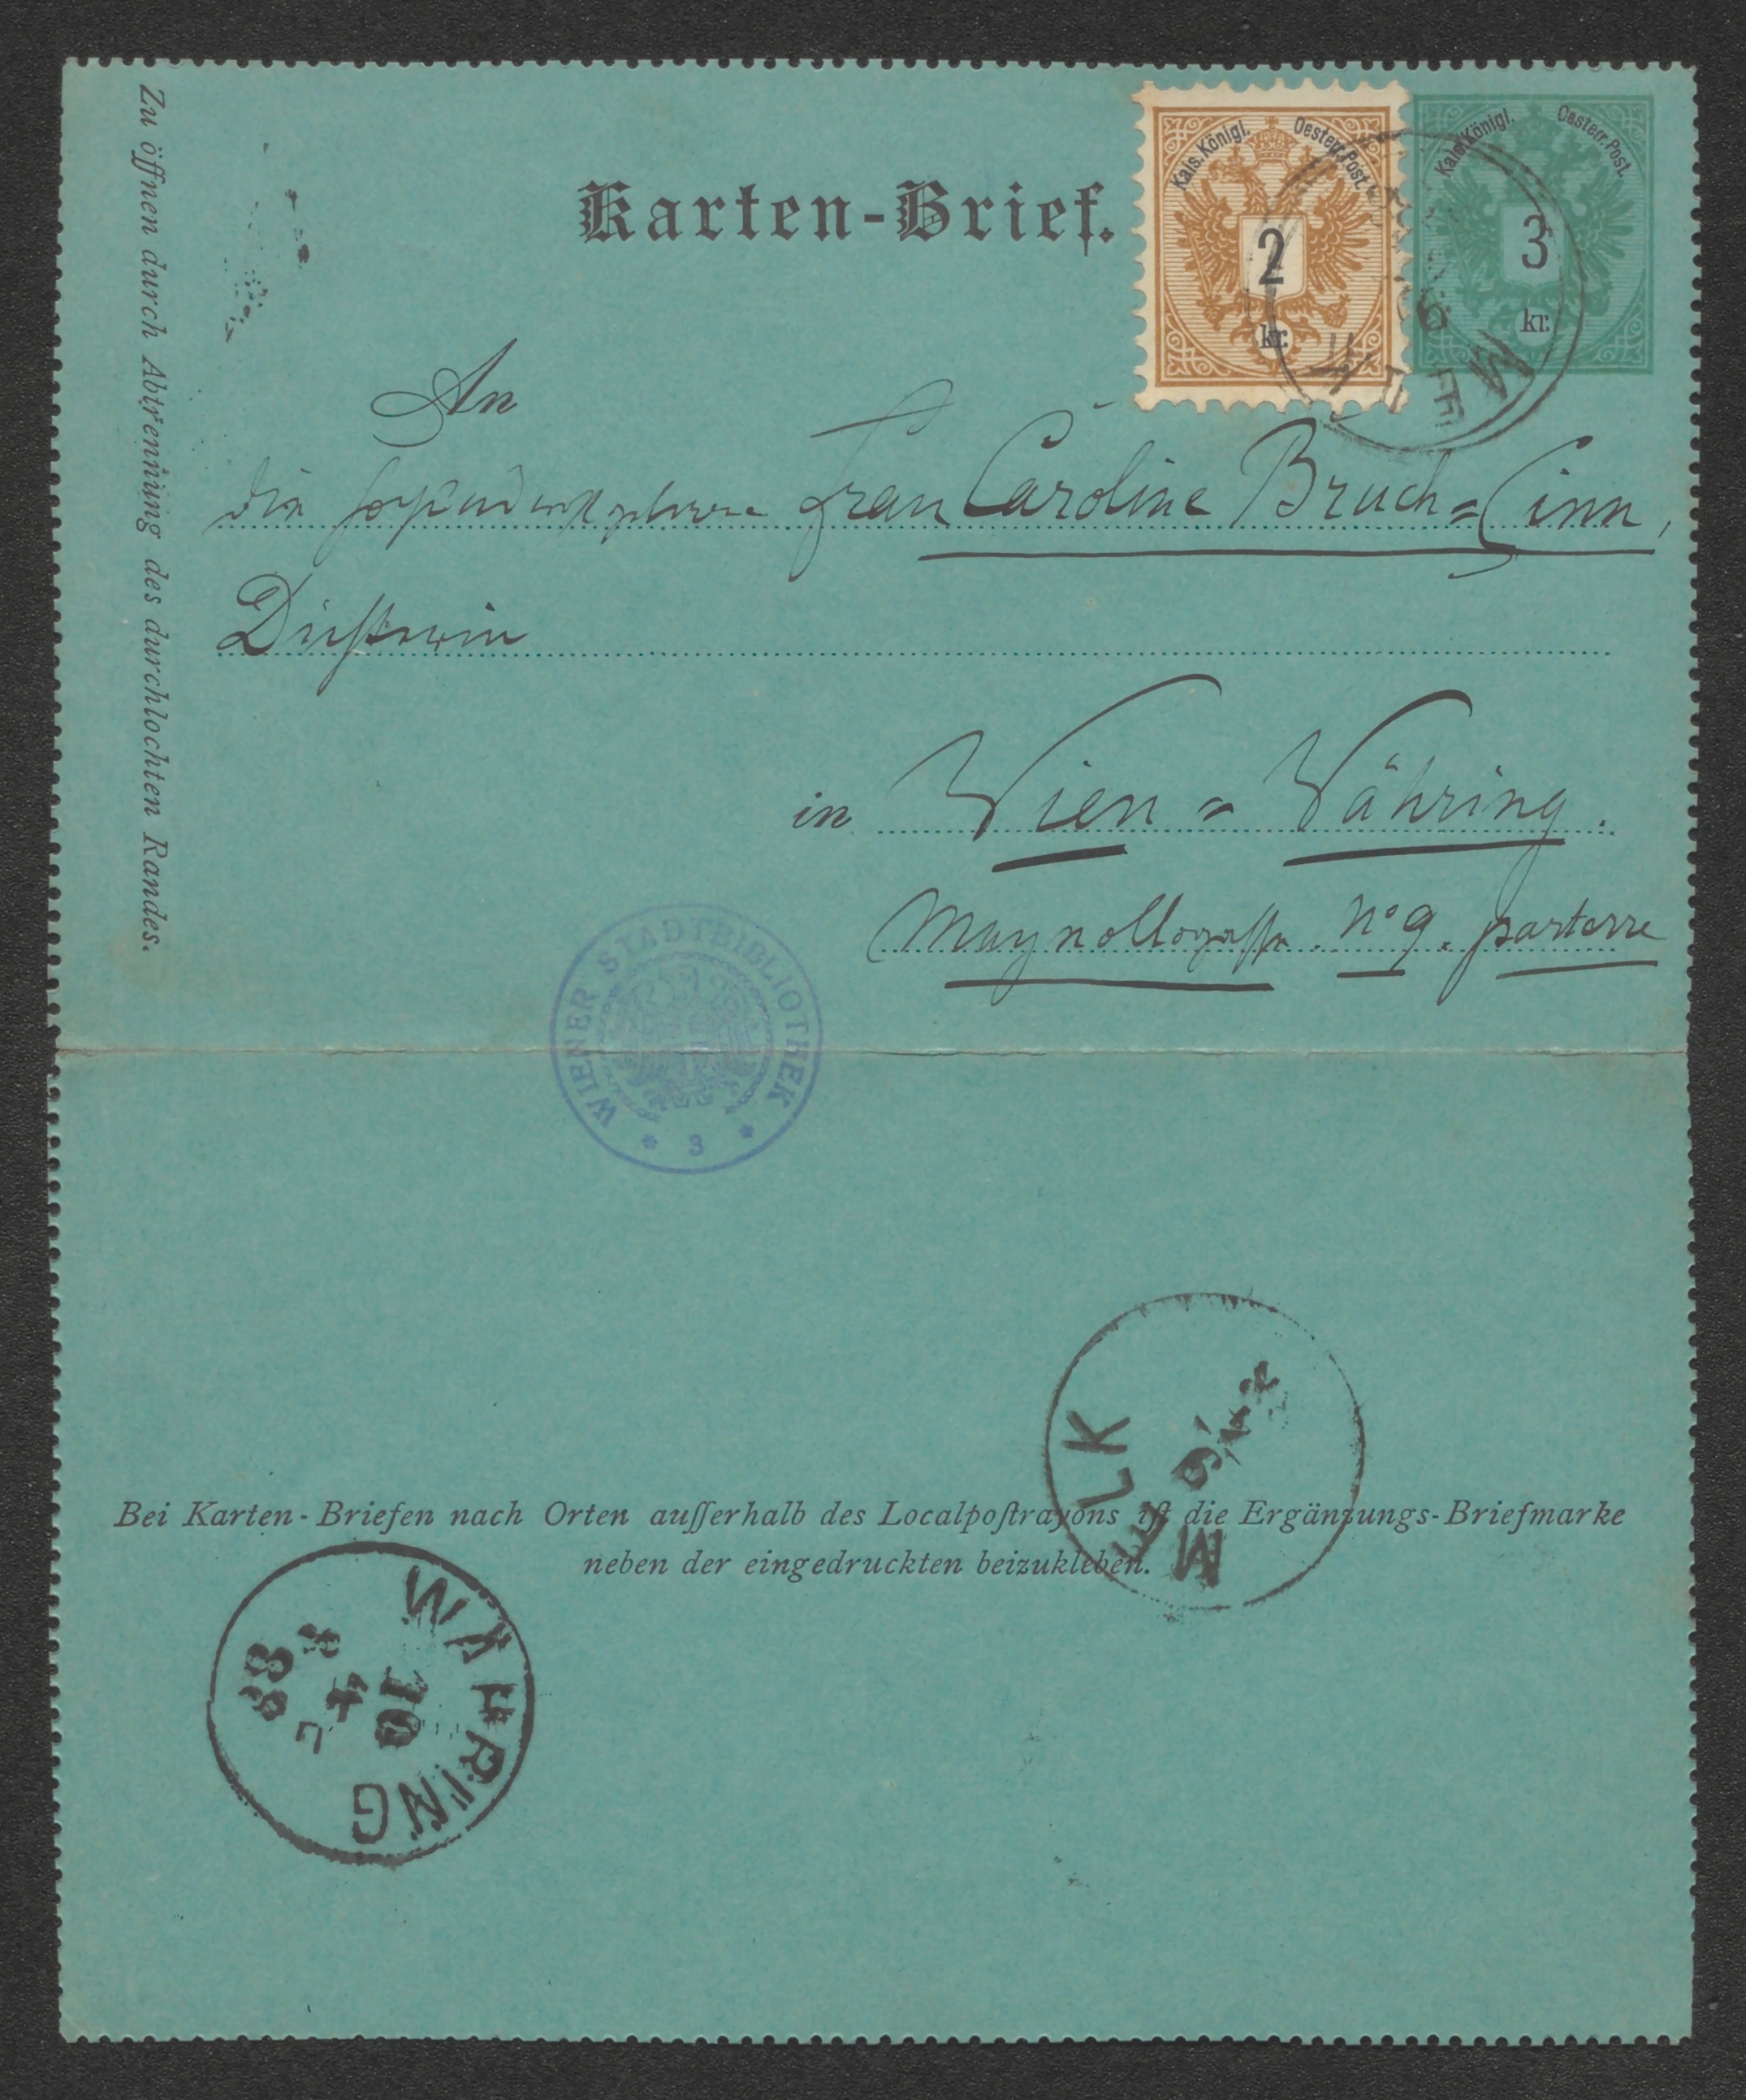 Zu öffnen durch Abtrennung des durchlochten Randes.
Karten-Brief.
Kais. Königl. Oesterr. Post.
2
kr.
Kais. Königl. Oesterr. Post.
3
kr.
MELK
An
die hochwohlgeborene Frau Caroline Bruch=Sinn,
Dichterin
in Wien = Währing.
Maynollogasse. No 9. parterre
WIENER STADTBIBLIOTHEK
* 3 *
MELK
Bei Karten-Briefen nach Orten auſſerhalb des Localpoſtrayons iſt die Ergänzungs-Briefmarke
neben der eingedruckten beizukleben.
WÄHRING
10
88